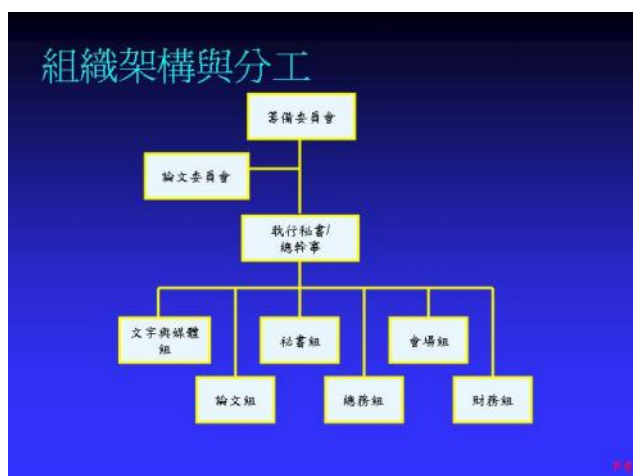 組織架構與分工
籌備委員會
論文委員會
執行秘書/
總幹事
文字與媒體
組
祕書組
會場組
論文組
總務組
財務組